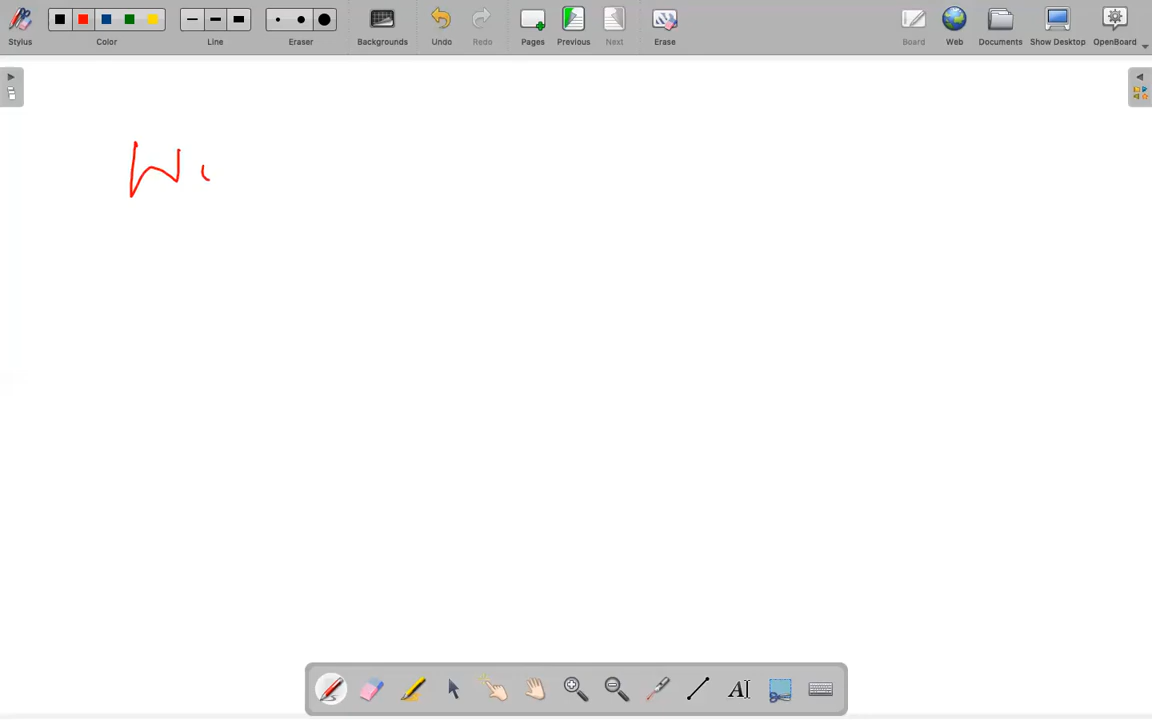 Stylus
Color
Line
Eraser
Backgrounds
Undo
Redo
Pages
Previous
Next
Erase
Board
Web
Documents
Show Desktop
OpenBoard